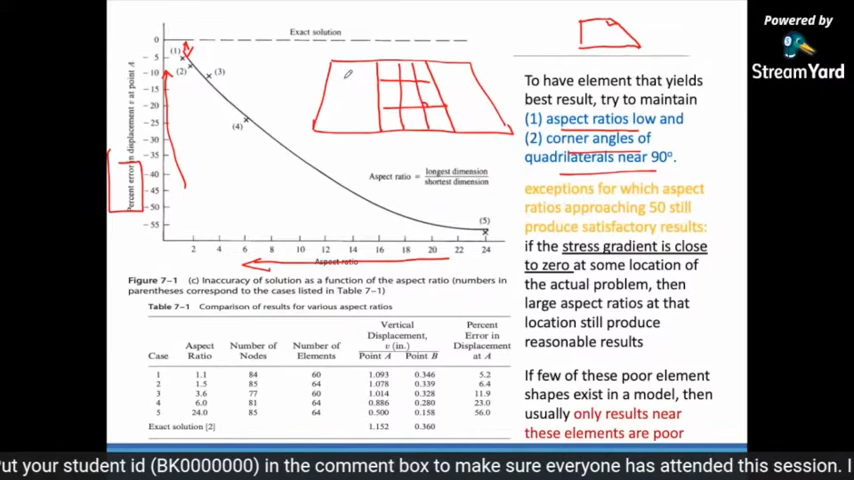 Exact solution
0
-5
-10
-15
-20
-25
-30
-35
-40
-45
-50
-55
(1)
(2)
(3)
(4)
(5)
Percent error in displacement v at point A
Aspect ratio = longest dimension
shortest dimension
2 4 6 8 10 12 14 16 18 20 22 24
Aspect ratio
Figure 7–1 (c) Inaccuracy of solution as a function of the aspect ratio (numbers in
parentheses correspond to the cases listed in Table 7–1)
Table 7–1 Comparison of results for various aspect ratios
Vertical Percent
Displacement, Error in
Aspect Number of Number of v (in.) Displacement
Case Ratio Nodes Elements Point A Point B at A
1 1.1 84 60 1.093 0.346 5.2
2 1.5 85 64 1.078 0.339 6.4
3 3.6 77 60 1.014 0.328 11.9
4 6.0 81 64 0.886 0.280 23.0
5 24.0 85 64 0.500 0.158 56.0
Exact solution [2] 1.152 0.360
To have element that yields
best result, try to maintain
(1) aspect ratios low and
(2) corner angles of
quadrilaterals near 90º.
exceptions for which aspect
ratios approaching 50 still
produce satisfactory results:
if the stress gradient is close
to zero at some location of
the actual problem, then
large aspect ratios at that
location still produce
reasonable results
If few of these poor element
shapes exist in a model, then
usually only results near
these elements are poor
Powered by
StreamYard
Put your student id (BK0000000) in the comment box to make sure everyone has attended this session. I